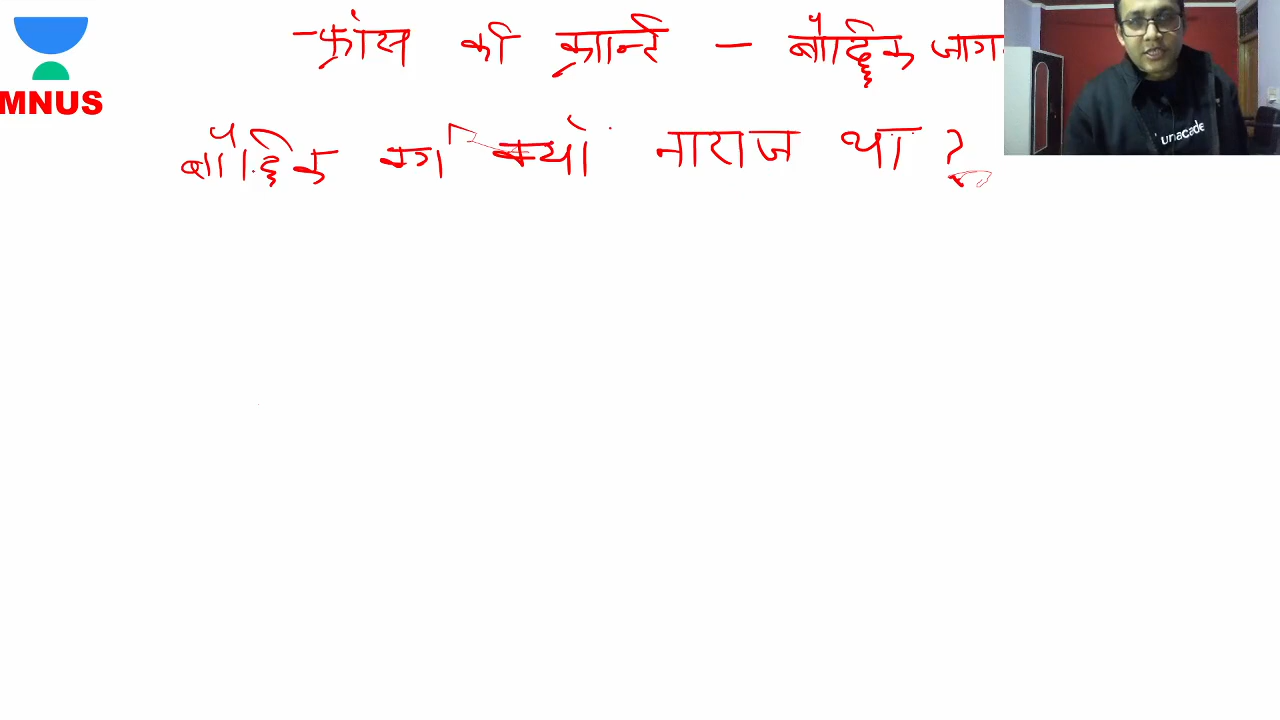 फ्रांस की क्रान्ति – बौद्धिक जाग
MNUS
बौद्धिक वर्ग क्यों नाराज था ?
unacade